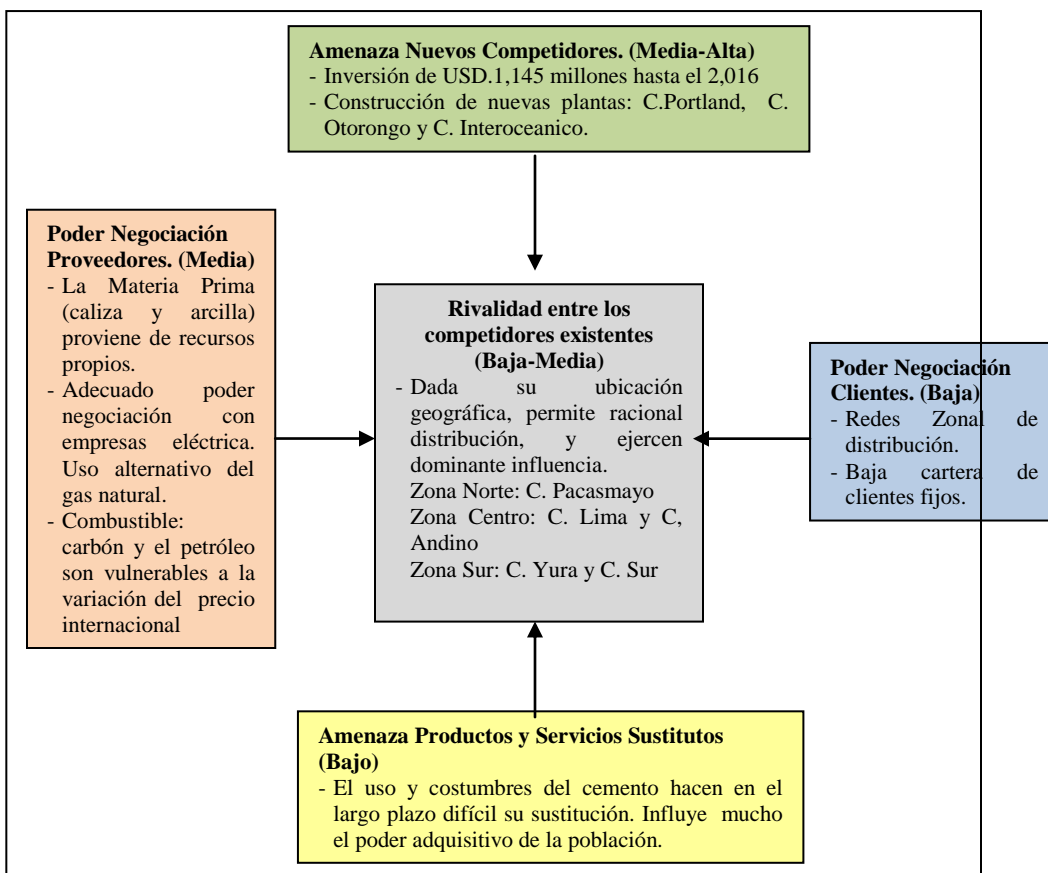 Amenaza Nuevos Competidores. (Media-Alta)
- Inversión de USD.1,145 millones hasta el 2,016
- Construcción de nuevas plantas: C.Portland, C.
Otorongo y C. Interoceanico.
Poder Negociación
Proveedores. (Media)
- La Materia Prima
(caliza y arcilla)
proviene de recursos
propios.
- Adecuado poder
negociación con
empresas eléctrica.
Uso alternativo del
gas natural.
- Combustible:
carbón y el petróleo
son vulnerables a la
variación del precio
internacional
Rivalidad entre los
competidores existentes
(Baja-Media)
- Dada su ubicación
geográfica, permite racional
distribución, y ejercen
dominante influencia.
Zona Norte: C. Pacasmayo
Zona Centro: C. Lima y C,
Andino
Zona Sur: C. Yura y C. Sur
Poder Negociación
Clientes. (Baja)
- Redes Zonal de
distribución.
- Baja cartera de
clientes fijos.
Amenaza Productos y Servicios Sustitutos
(Bajo)
- El uso y costumbres del cemento hacen en el
largo plazo difícil su sustitución. Influye mucho
el poder adquisitivo de la población.